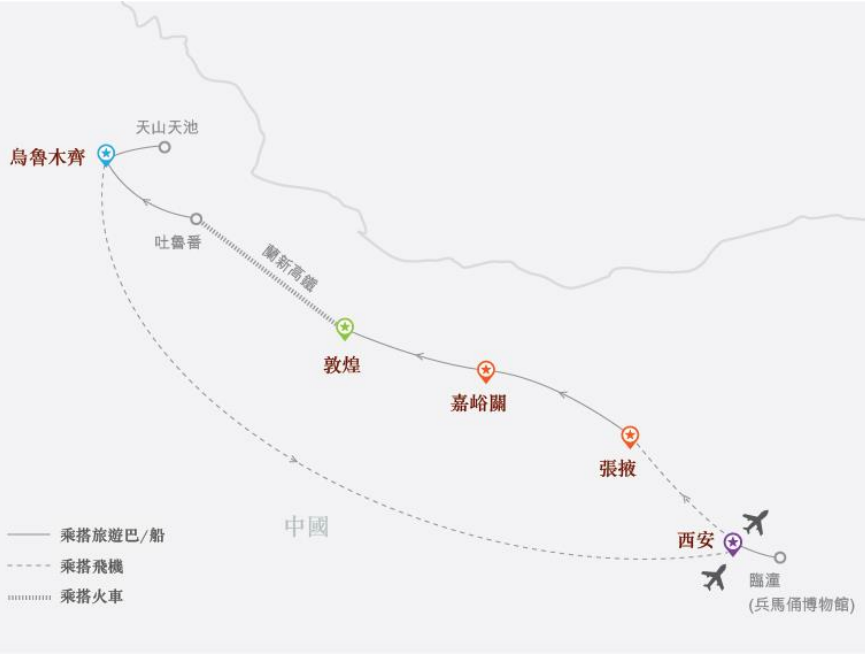 天山天池
烏魯木齊
吐魯番
蘭新高鐵
敦煌
嘉峪關
張掖
中國
西安
臨潼
(兵馬俑博物館)
乘搭旅遊巴/船
乘搭飛機
乘搭火車